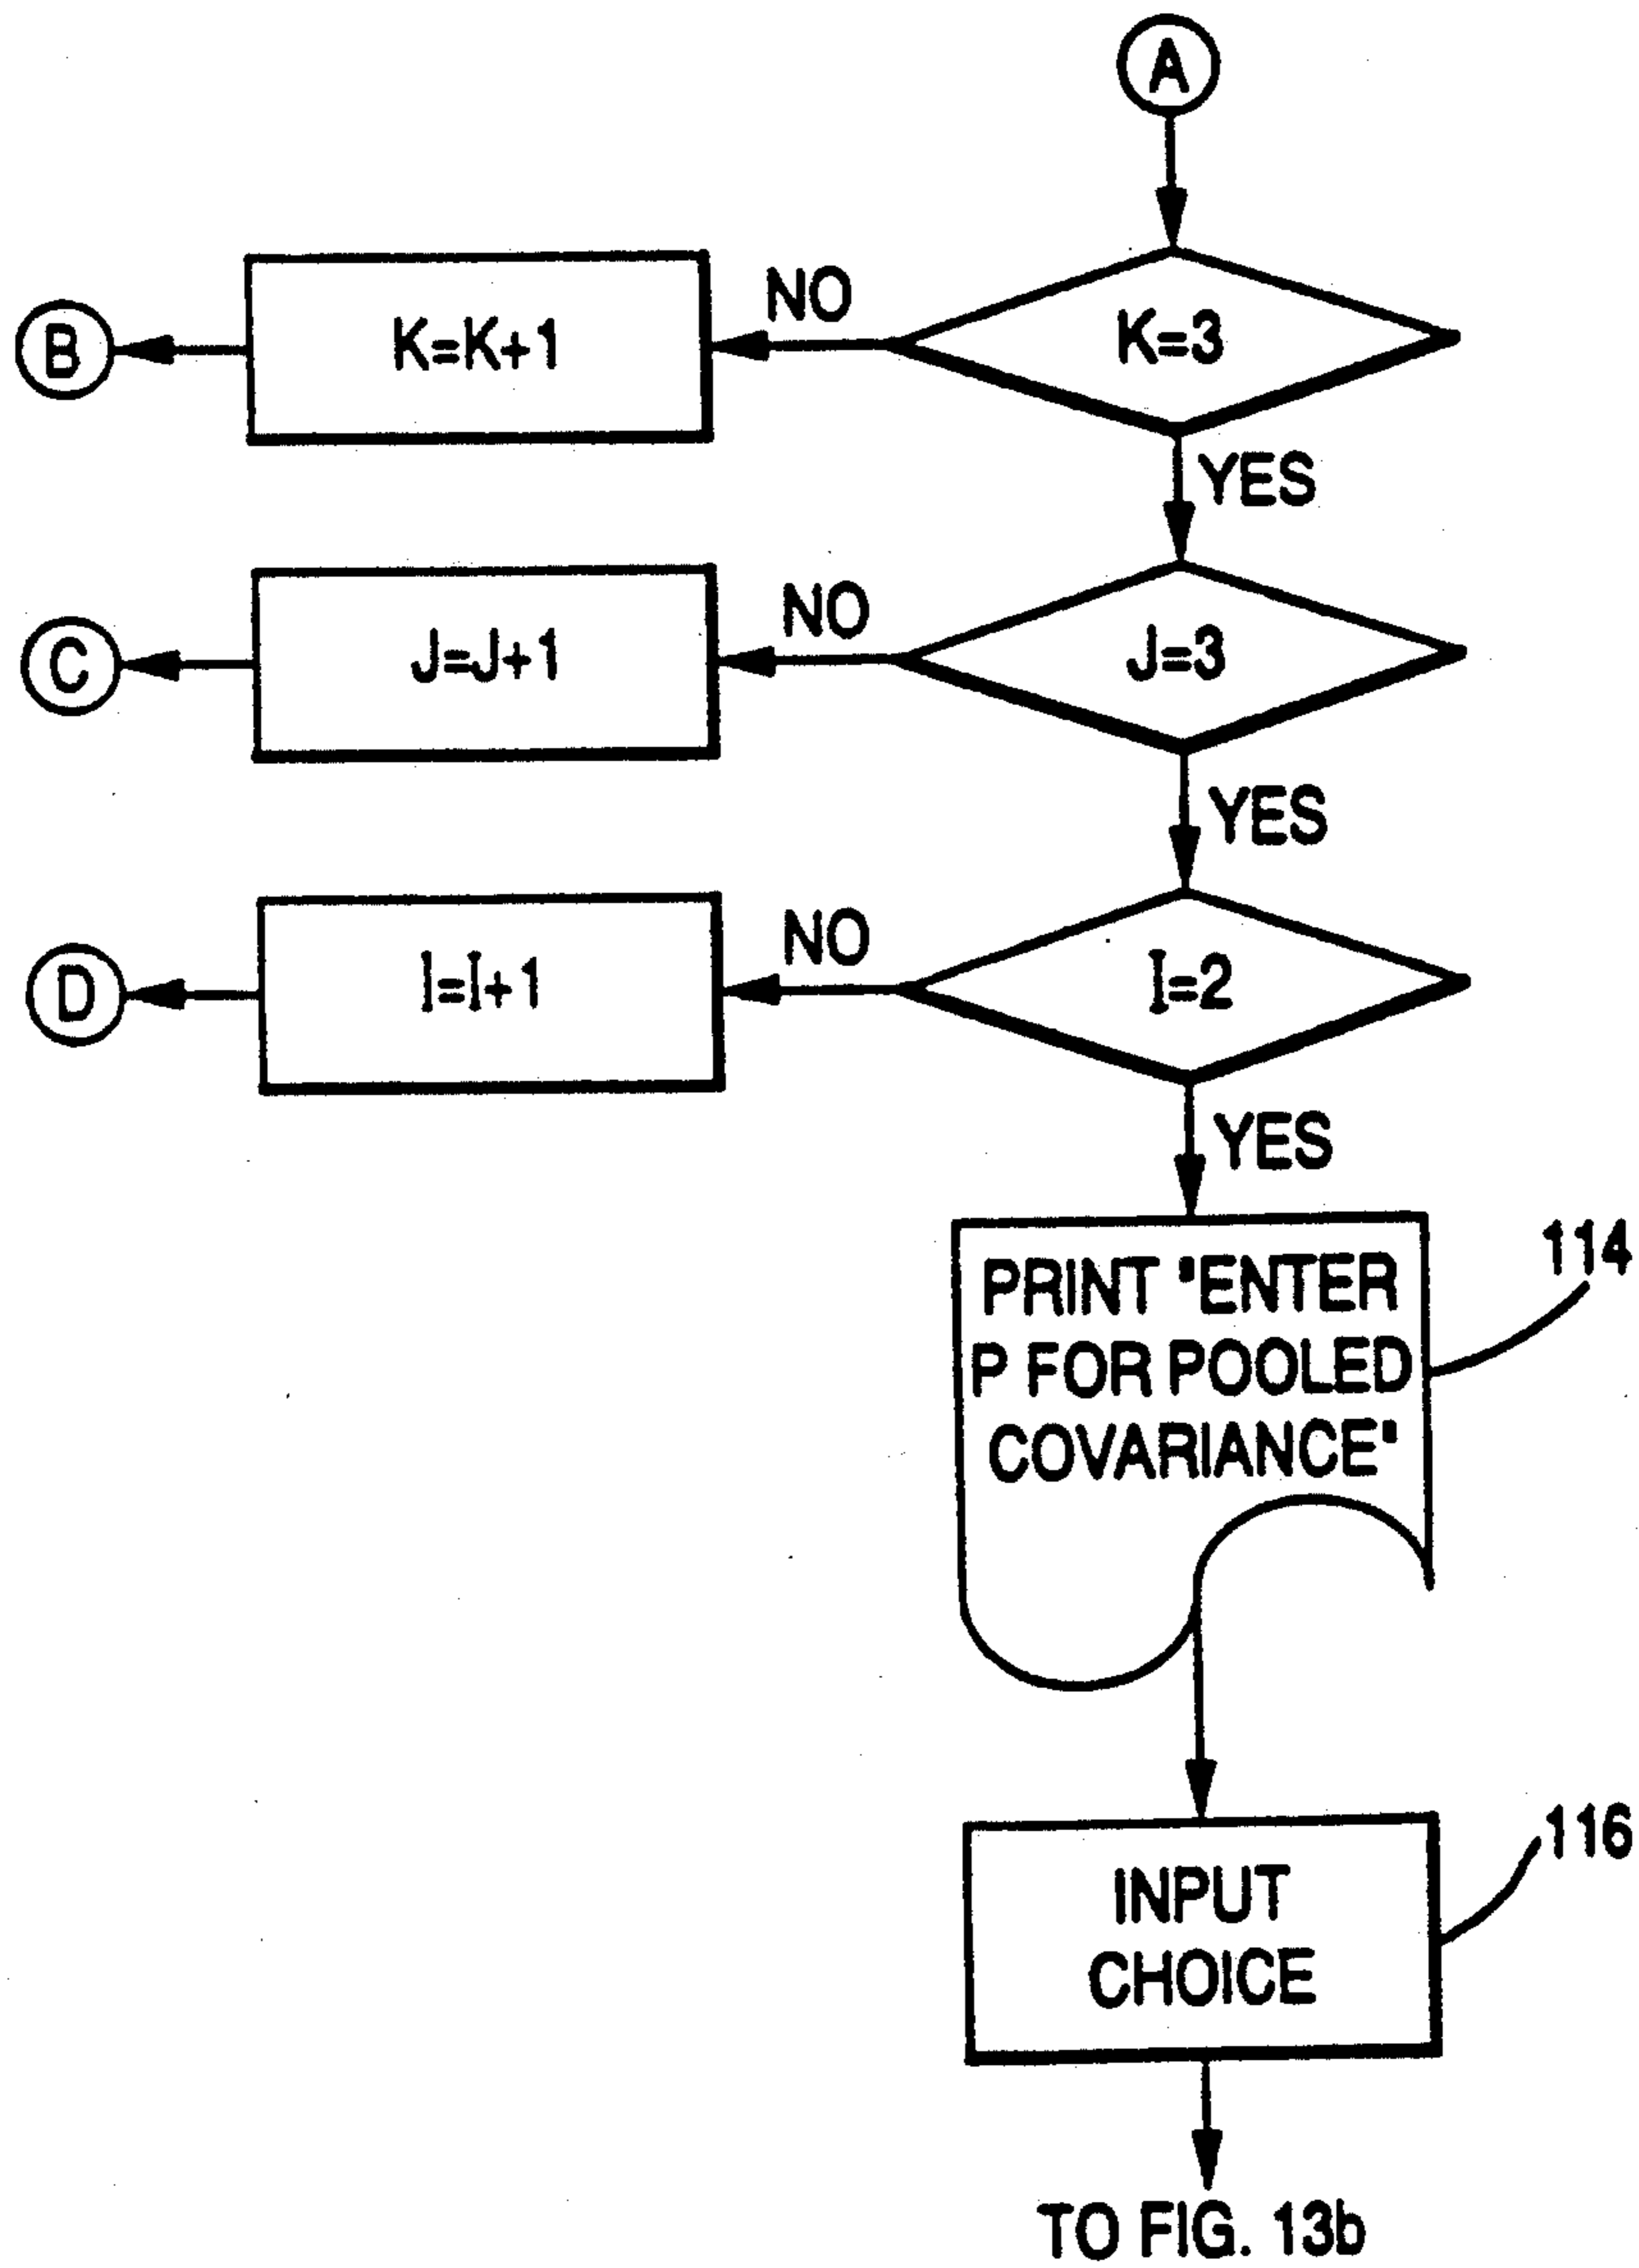 A
K=3
NO
K=K+1
B
YES
J=3
NO
J=J+1
C
YES
I=2
NO
I=I+1
D
YES
PRINT "ENTER
P FOR POOLED
COVARIANCE"
114
INPUT
CHOICE
116
TO FIG. 13b